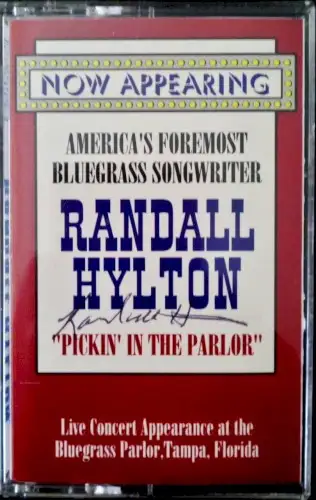 NOW APPEARING
AMERICA'S FOREMOST
BLUEGRASS SONGWRITER
RANDALL
HYLTON
"PICKIN' IN THE PARLOR"
Live Concert Appearance at the
Bluegrass Parlor,Tampa, Florida